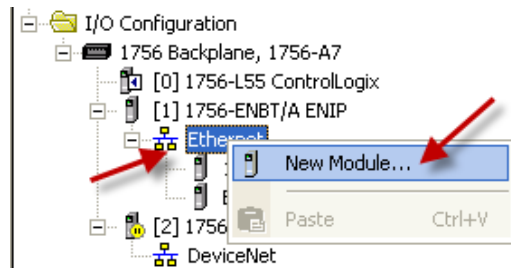 I/O Configuration
1756 Backplane, 1756-A7
[0] 1756-L55 ControlLogix
[1] 1756-ENBT/A ENIP
Ethernet
New Module...
[2] 1756
Paste Ctrl+V
DeviceNet